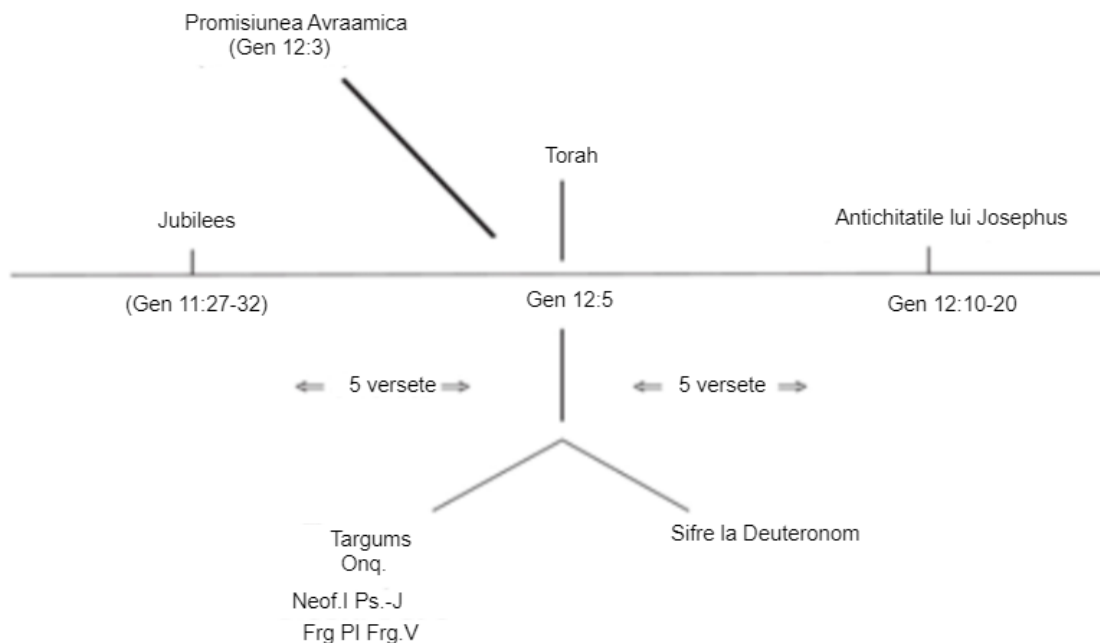 Promisiunea Avraamica
(Gen 12:3)
Torah
Jubilees
Antichitatile lui Josephus
(Gen 11:27-32)
Gen 12:5
Gen 12:10-20
5 versete
5 versete
Targums
Onq.
Neof.I Ps.-J
Frg PI Frg.V
Sifre la Deuteronom